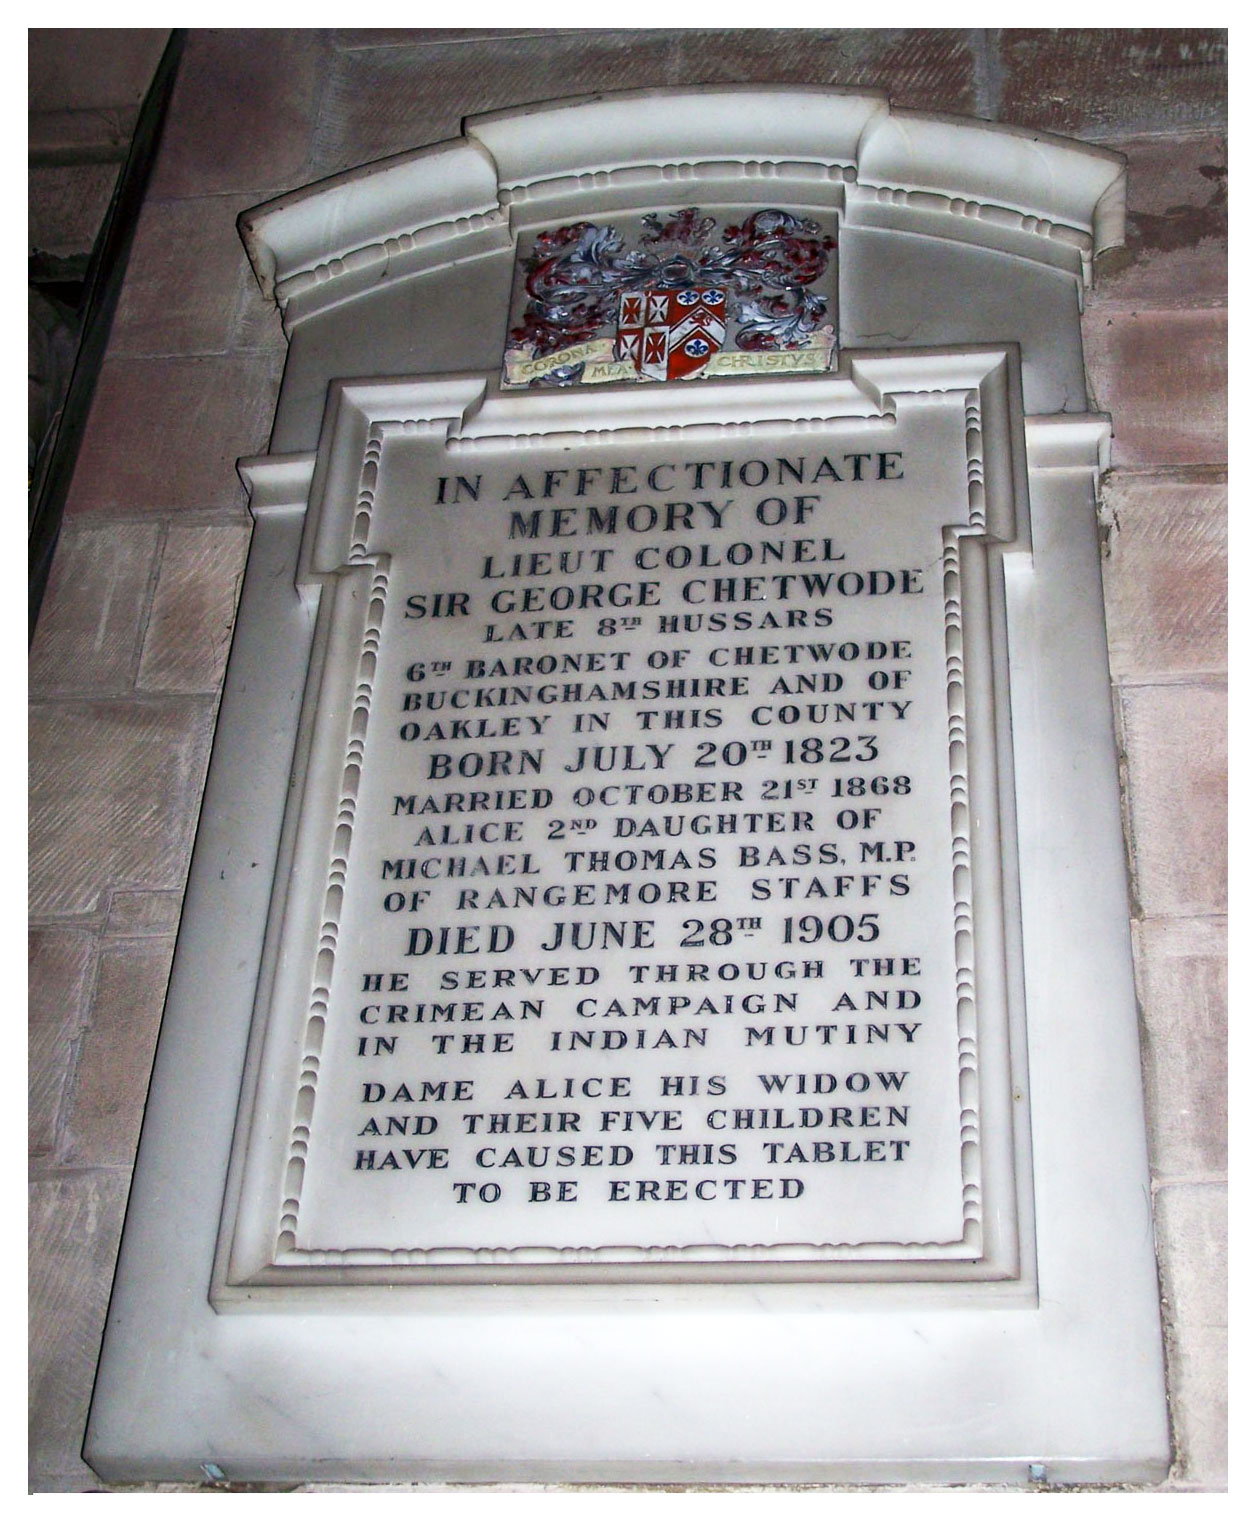 CORONA MEA CHRISTUS
IN AFFECTIONATE
MEMORY OF
LIEUT COLONEL
SIR GEORGE CHETWODE
LATE 8TH HUSSARS
6TH BARONET OF CHETWODE
BUCKINGHAMSHIRE AND OF
OAKLEY IN THIS COUNTY
BORN JULY 20TH 1823
MARRIED OCTOBER 21ST 1868
ALICE 2ND DAUGHTER OF
MICHAEL THOMAS BASS, M.P.
OF RANGEMORE STAFFS
DIED JUNE 28TH 1905
HE SERVED THROUGH THE
CRIMEAN CAMPAIGN AND
IN THE INDIAN MUTINY
DAME ALICE HIS WIDOW
AND THEIR FIVE CHILDREN
HAVE CAUSED THIS TABLET
TO BE ERECTED